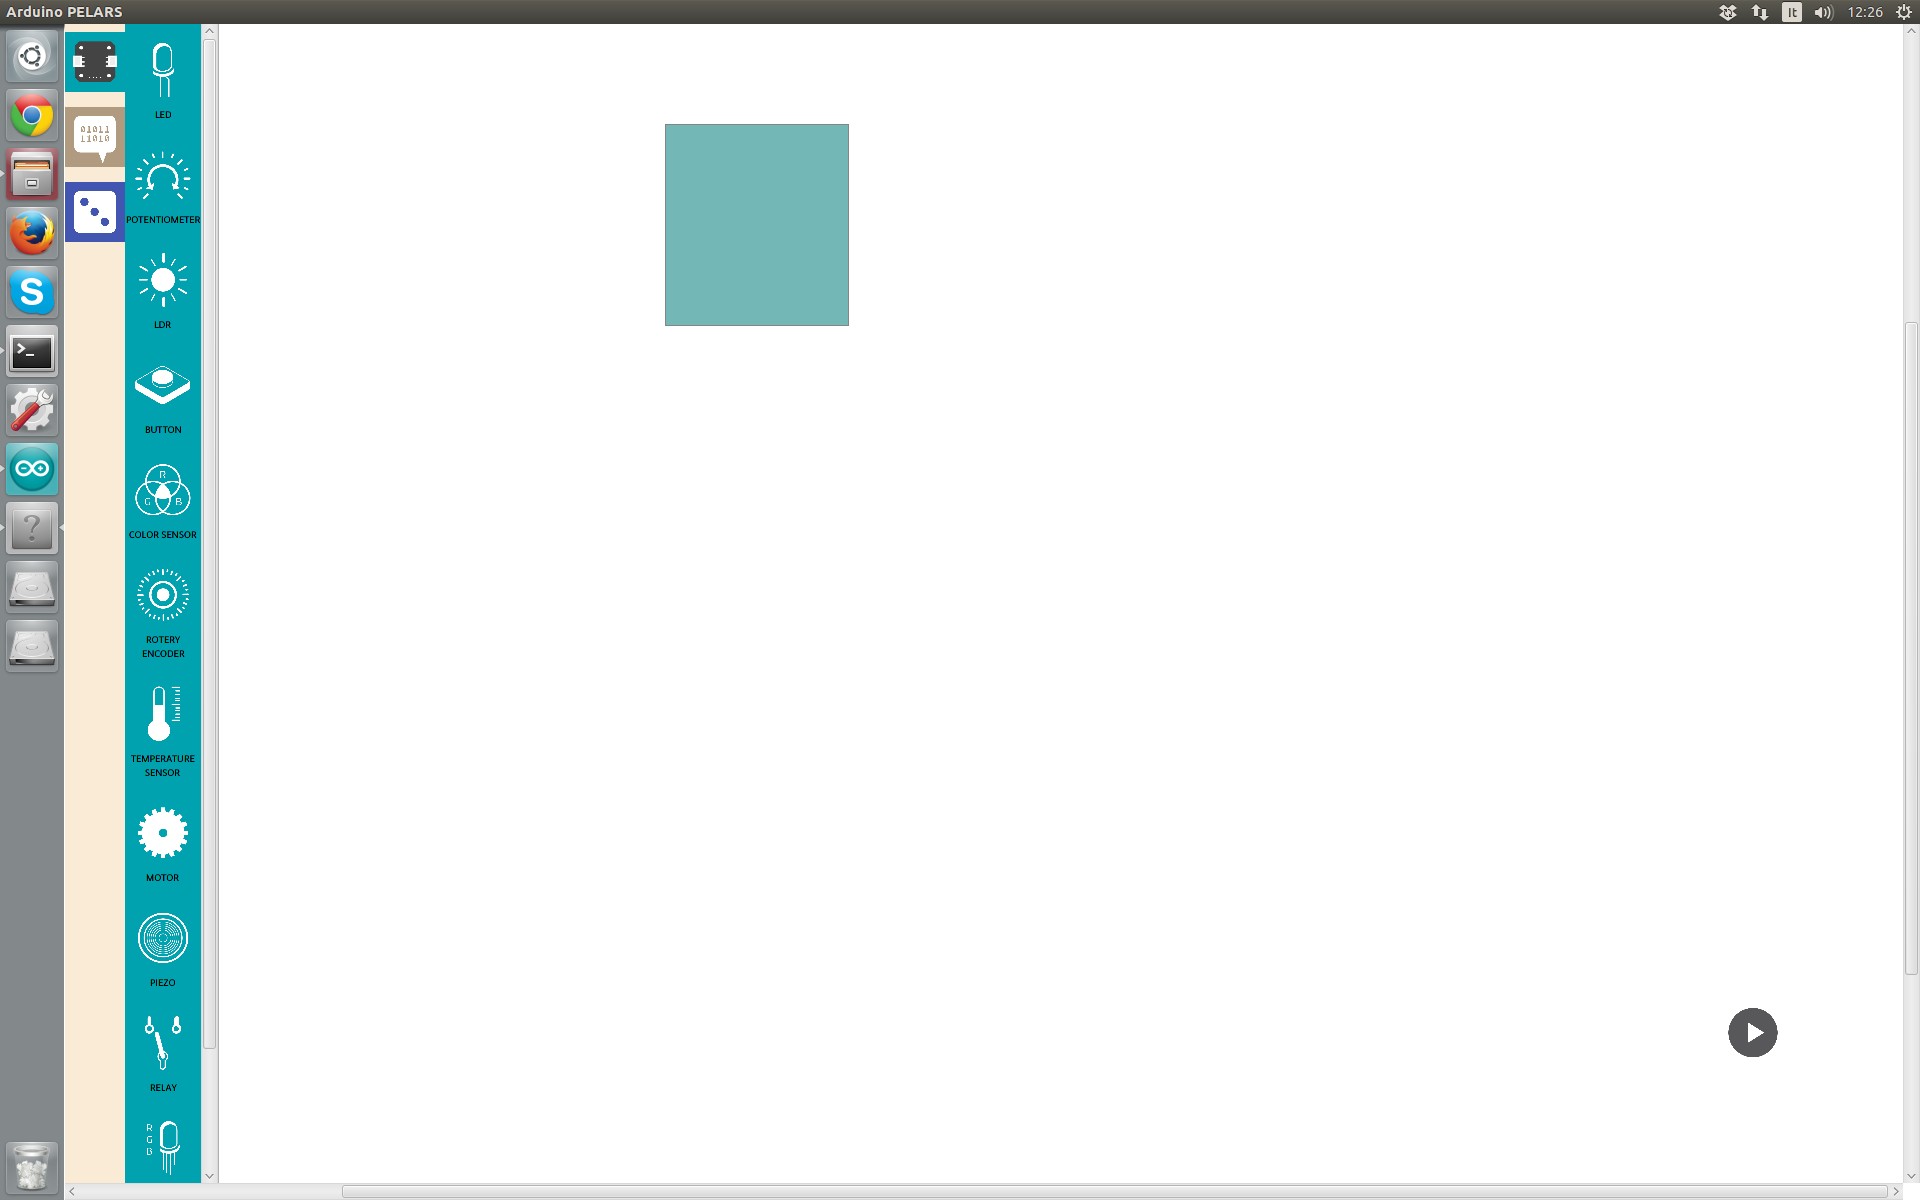 Arduino PELARS
It
12:26
01011
11010
LED
POTENTIOMETER
LDR
BUTTON
R
G B
COLOR SENSOR
ROTERY
ENCODER
TEMPERATURE
SENSOR
MOTOR
PIEZO
RELAY
R
G
B